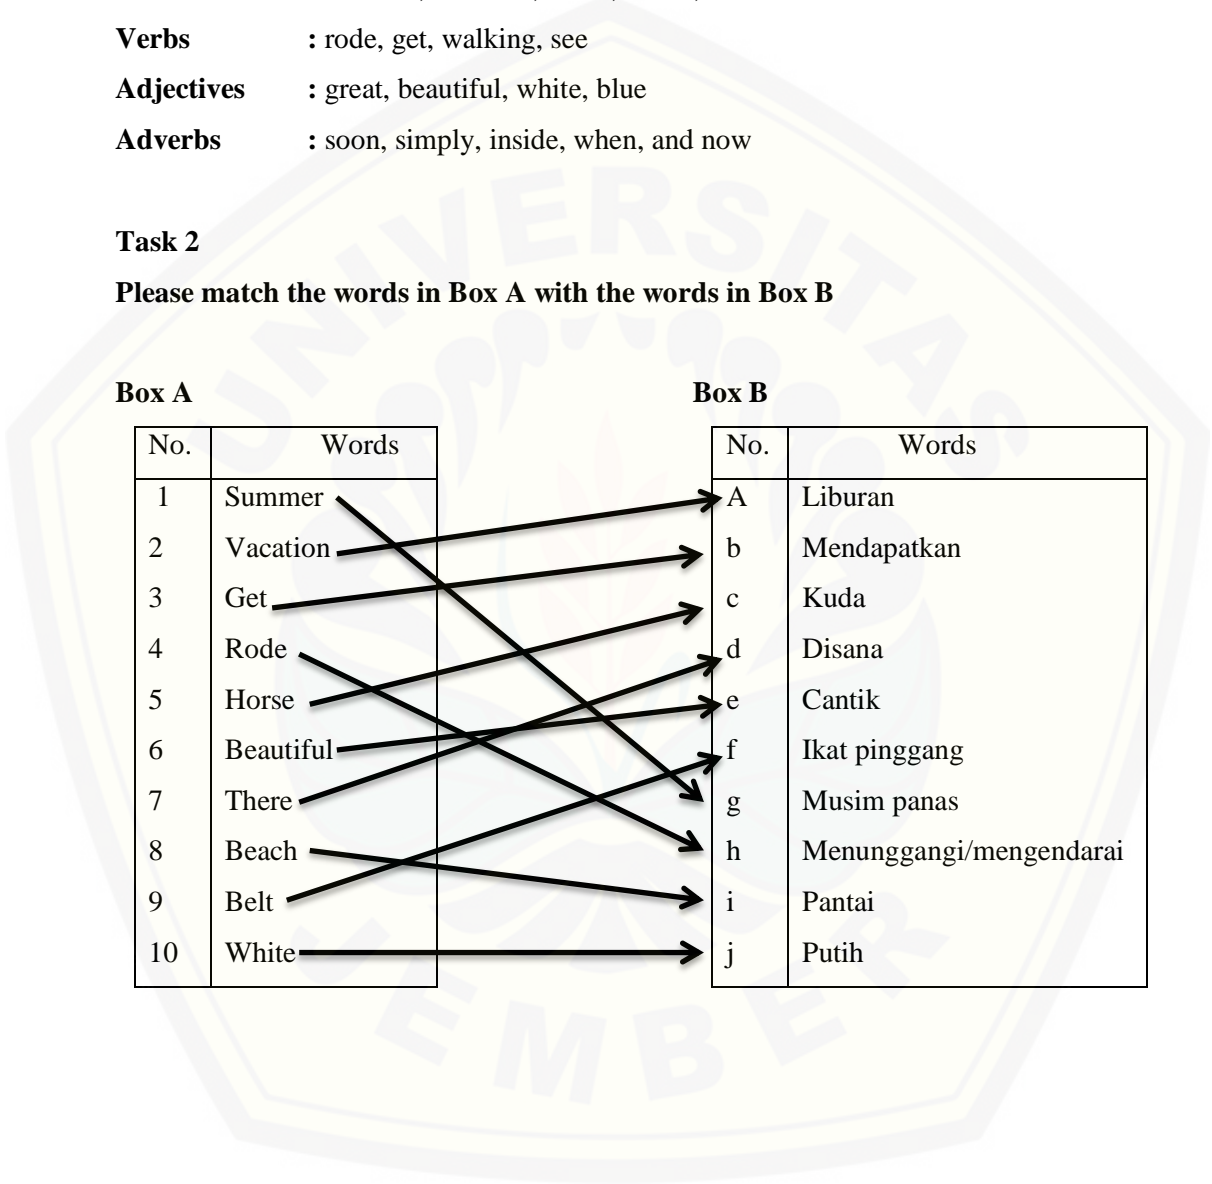 Verbs : rode, get, walking, see
Adjectives : great, beautiful, white, blue
Adverbs : soon, simply, inside, when, and now
Task 2
Please match the words in Box A with the words in Box B
Box A Box B
No. Words No. Words
1 Summer A Liburan
2 Vacation b Mendapatkan
3 Get c Kuda
4 Rode d Disana
5 Horse e Cantik
6 Beautiful f Ikat pinggang
7 There g Musim panas
8 Beach h Menunggangi/mengendarai
9 Belt i Pantai
10 White j Putih
UNIVERSITAS
JEMBER